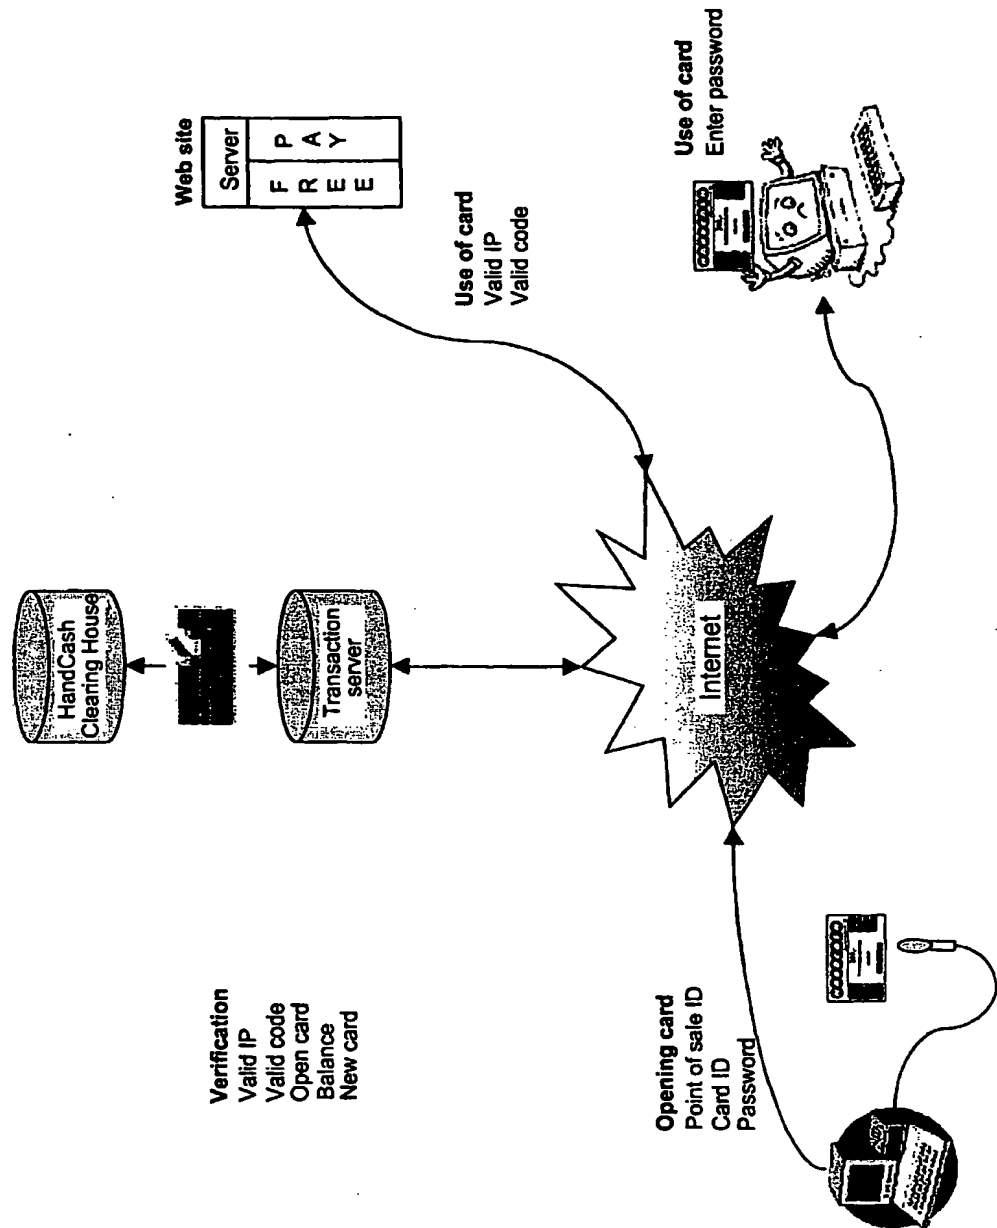 HandCash
Clearing House
Transaction
server
Web site
Server
FREE
PAY
Verification
Valid IP
Valid code
Open card
Balance
New card
Use of card
Valid IP
Valid code
Internet
Use of card
Enter password
Opening card
Point of sale ID
Card ID
Password